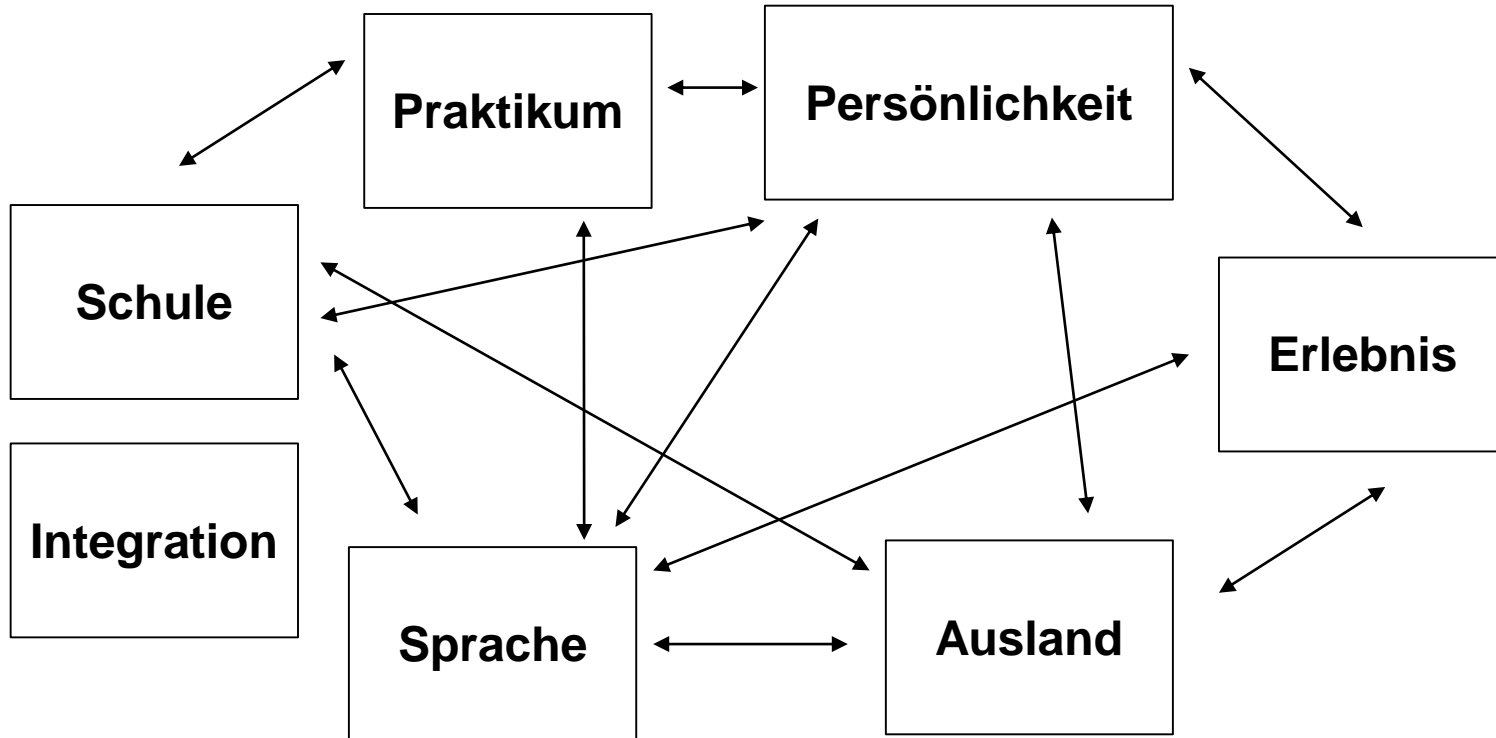 Praktikum
Persönlichkeit
Schule
Erlebnis
Integration
Sprache
Ausland